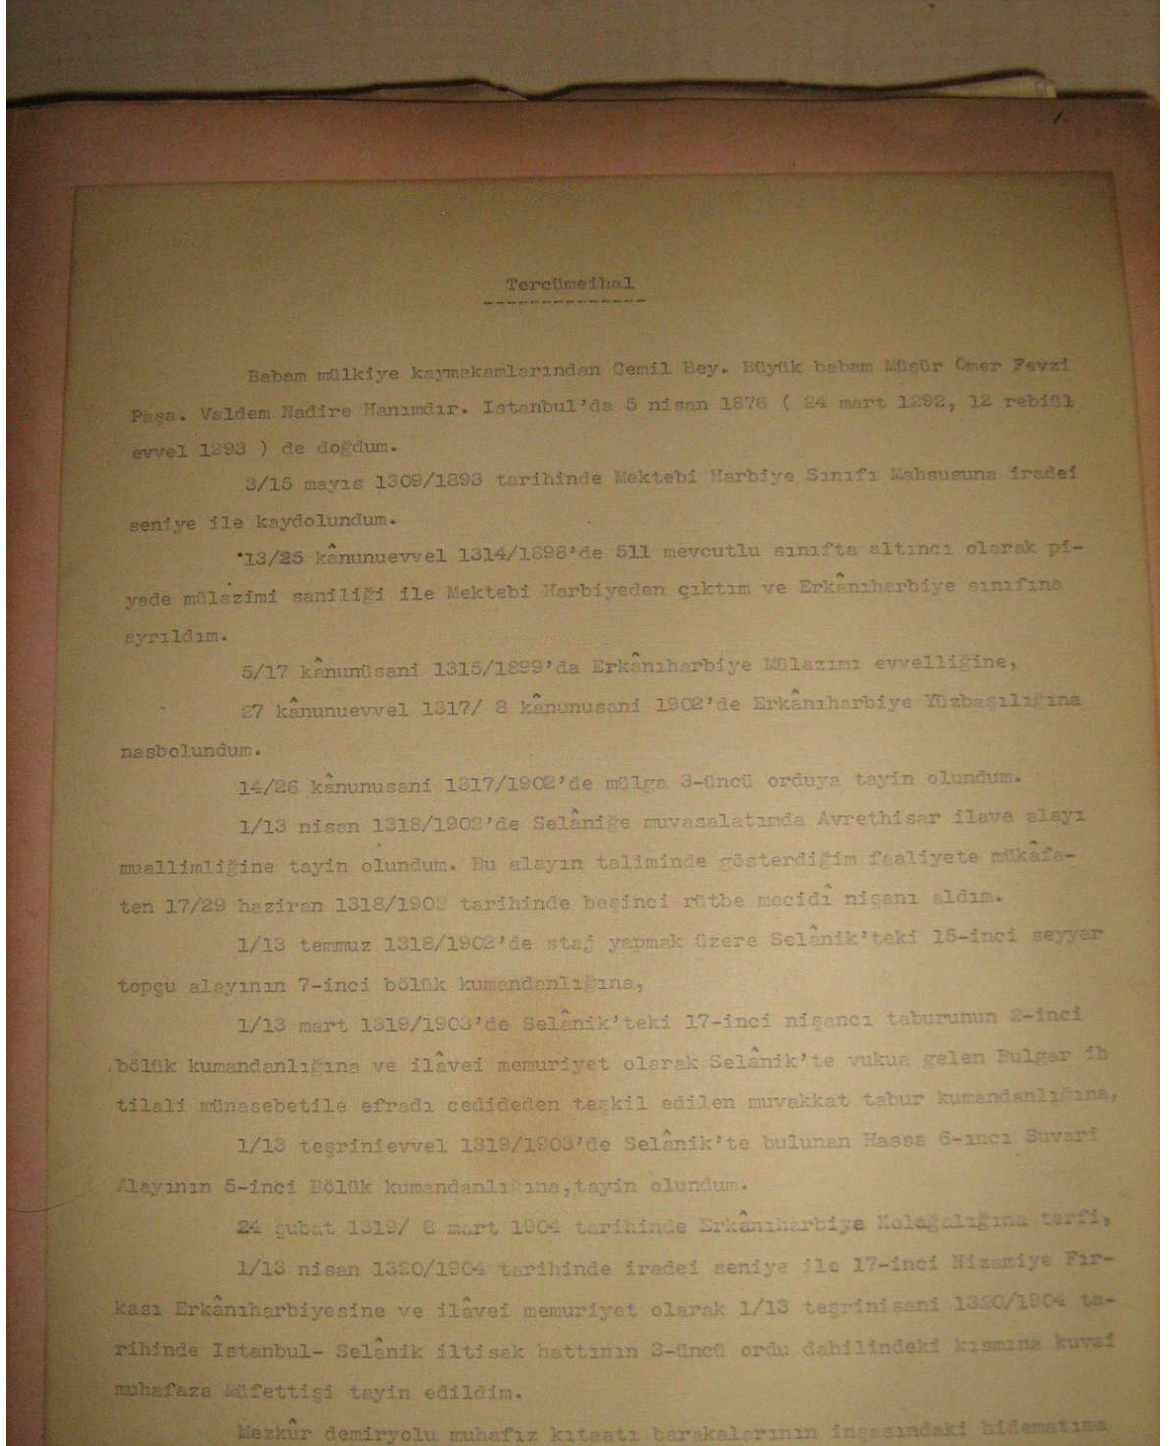 Tercümeihal
Babam mülkiye kaymakamlarından Cemil Bey. Büyük babam Müşür Ömer Fevzi
Paşa. Valdem Nadire Hanımdır. Istanbul'da 5 nisan 1876 ( 24 mart 1292, 12 rebiül
evvel 1293 ) de doğdum.
3/15 mayıs 1309/1893 tarihinde Mektebi Harbiye Sınıfı Mahsusuna iradei
seniye ile kaydolundum.
13/25 kânunuevvel 1314/1898'de 511 mevcutlu sınıfta altıncı olarak pi-
yade mülazimi saniliği ile Mektebi Harbiyeden çıktım ve Erkânıharbiye sınıfına
ayrıldım.
5/17 kânunüsani 1315/1899'da Erkânıharbiye Mülazımı evvelliğine,
27 kânunuevvel 1317/ 8 kânunusani 1902'de Erkânıharbiye Yüzbaşılığına
nasbolundum.
14/26 kânunusani 1317/1902'de mülga 3-üncü orduya tayin olundum.
1/13 nisan 1318/1902'de Selâniğe muvasalatımda Avrethisar ilave alayı
muallimliğine tayin olundum. Bu alayın taliminde gösterdiğim faaliyete mükâfa-
ten 17/29 haziran 1318/1902 tarihinde beşinci rütbe mecidî nişanı aldım.
1/13 temmuz 1318/1902'de staj yapmak üzere Selânik'teki 15-inci seyyar
topçu alayının 7-inci bölük kumandanlığına,
1/13 mart 1319/1903'de Selânik'teki 17-inci nişancı taburunun 2-inci
bölük kumandanlığına ve ilâvei memuriyet olarak Selânik'te vukua gelen Bulgar ih
tilali münasebetile efradı cedideden teşkil edilen muvakkat tabur kumandanlığına,
1/13 teşrinievvel 1319/1903'de Selânik'te bulunan Hassa 6-ıncı Suvari
Alayının 5-inci Bölük kumandanlığına,tayin olundum.
24 şubat 1319/ 8 mart 1904 tarihinde Erkânıharbiye Kolağalığına terfi,
1/13 nisan 1320/1904 tarihinde iradei seniye ile 17-inci Nizamiye Fır-
kası Erkânıharbiyesine ve ilâvei memuriyet olarak 1/13 teşrinisani 1320/1904 ta-
rihinde Istanbul- Selânik iltisak hattının 3-üncü ordu dahilindeki kısmına kuvai
muhafaza Müfettişi tayin edildim.
Mezkûr demiryolu muhafız kıtaatı barakalarının inşasındaki hidematıma